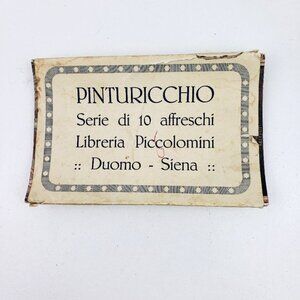 PINTURICCHIO
Serie di 10 affreschi
Libreria Piccolomini
:: Duomo - Siena ::